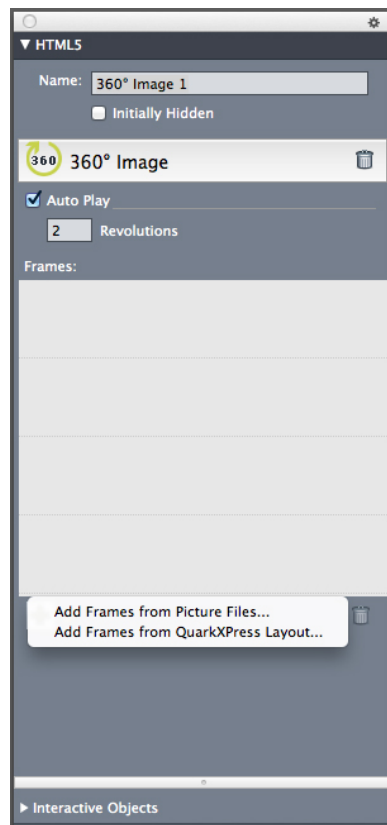 HTML5
Name: 360° Image 1
Initially Hidden
360 360° Image
Auto Play
2 Revolutions
Frames:
Add Frames from Picture Files...
Add Frames from QuarkXPress Layout...
Interactive Objects